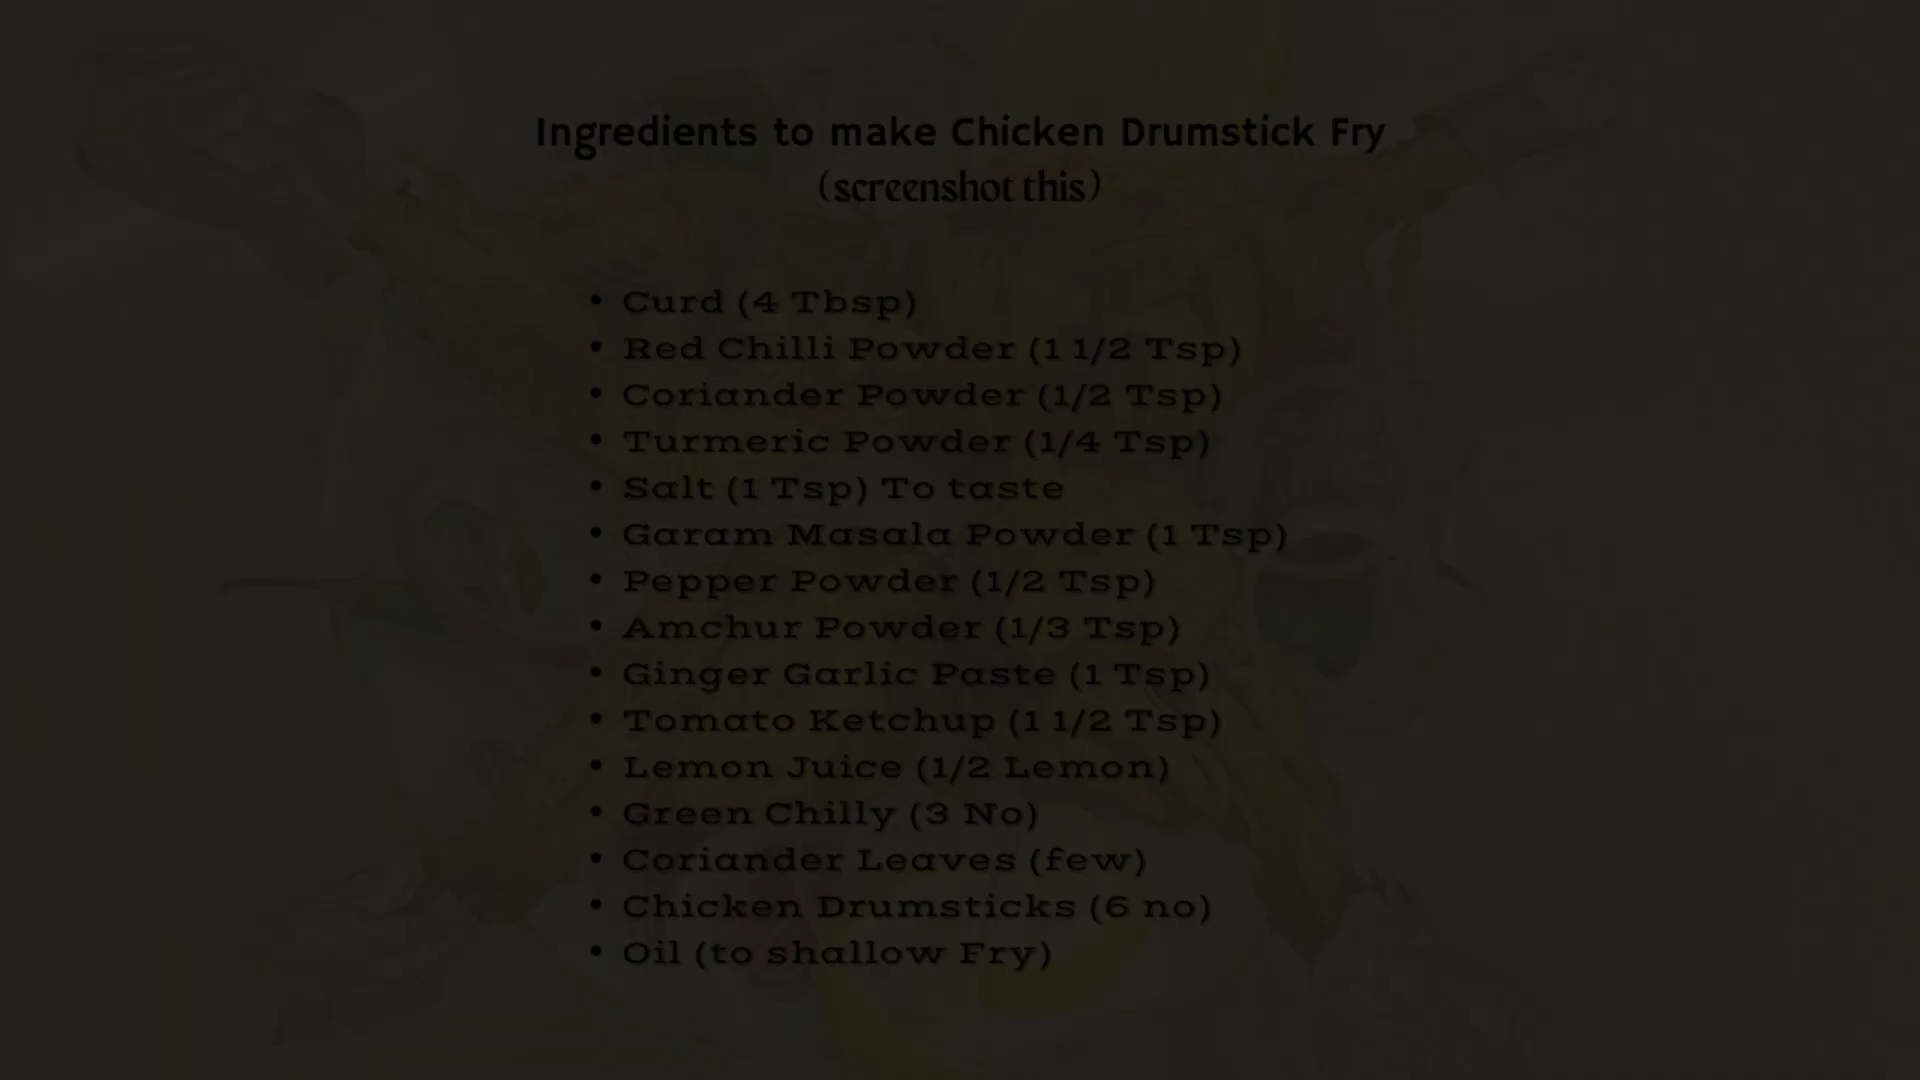 Ingredients to make Chicken Drumstick Fry
(screenshot this)
• Curd (4 Tbsp)
• Red Chilli Powder (1 1/2 Tsp)
• Coriander Powder (1/2 Tsp)
• Turmeric Powder (1/4 Tsp)
• Salt (1 Tsp) To taste
• Garam Masala Powder (1 Tsp)
• Pepper Powder (1/2 Tsp)
• Amchur Powder (1/3 Tsp)
• Ginger Garlic Paste (1 Tsp)
• Tomato Ketchup (1 1/2 Tsp)
• Lemon Juice (1/2 Lemon)
• Green Chilly (3 No)
• Coriander Leaves (few)
• Chicken Drumsticks (6 no)
• Oil (to shallow Fry)